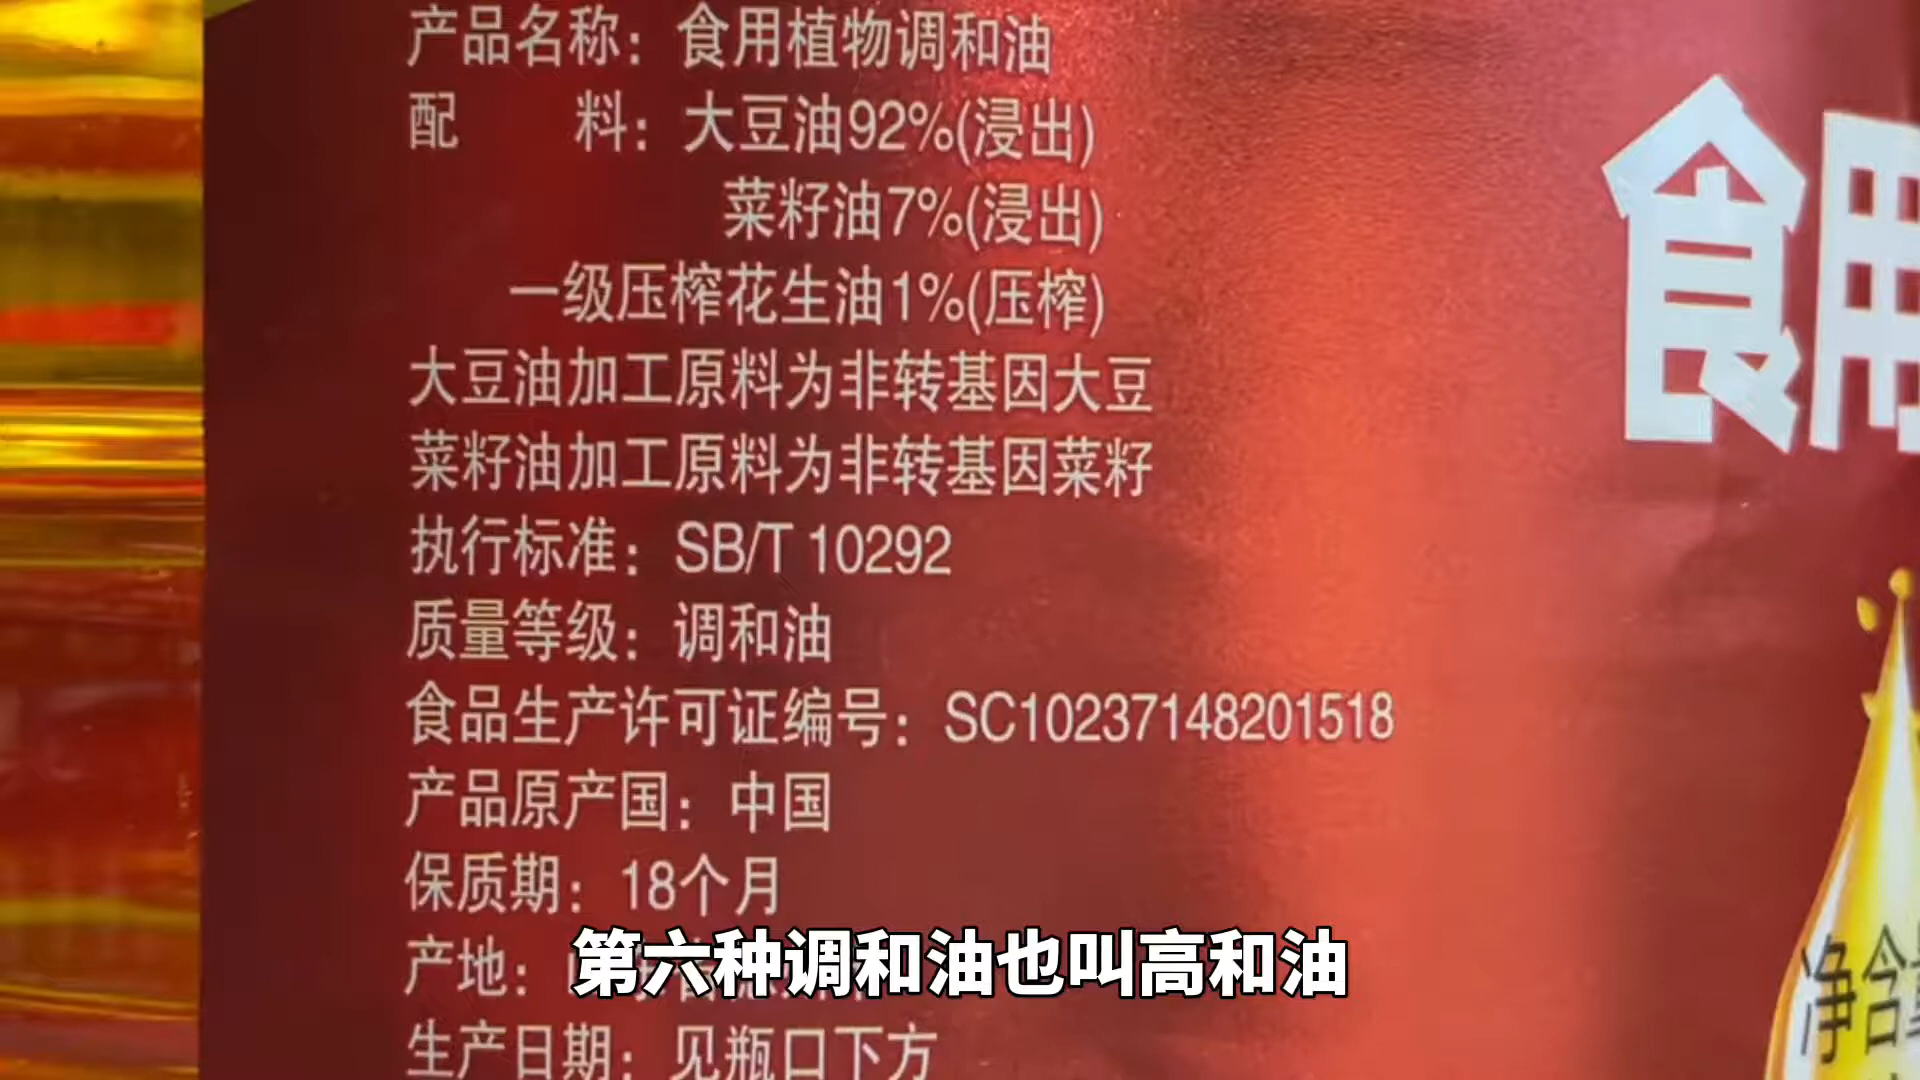 产品名称：食用植物调和油
配 料：大豆油92%(浸出)
菜籽油7%(浸出)
一级压榨花生油1%(压榨)
大豆油加工原料为非转基因大豆
菜籽油加工原料为非转基因菜籽
执行标准：SB/T 10292
质量等级：调和油
食品生产许可证编号：SC10237148201518
产品原产国：中国
保质期：18个月
产地：
第六种调和油也叫高和油
生产日期：见瓶口下方
食用
净含